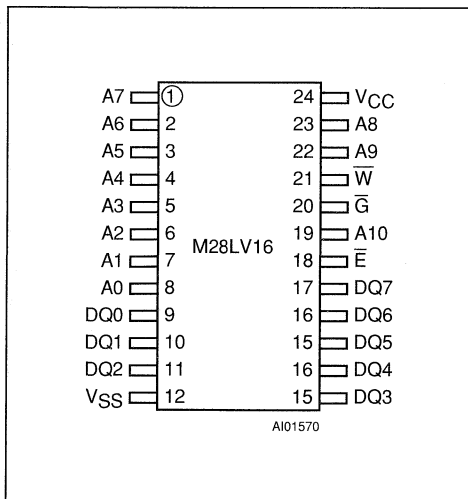 A7 1 24 VCC
A6 2 23 A8
A5 3 22 A9
A4 4 21 W̅
A3 5 20 G̅
A2 6 19 A10
M28LV16
A1 7 18 E̅
A0 8 17 DQ7
DQ0 9 16 DQ6
DQ1 10 15 DQ5
DQ2 11 16 DQ4
VSS 12 15 DQ3
AI01570